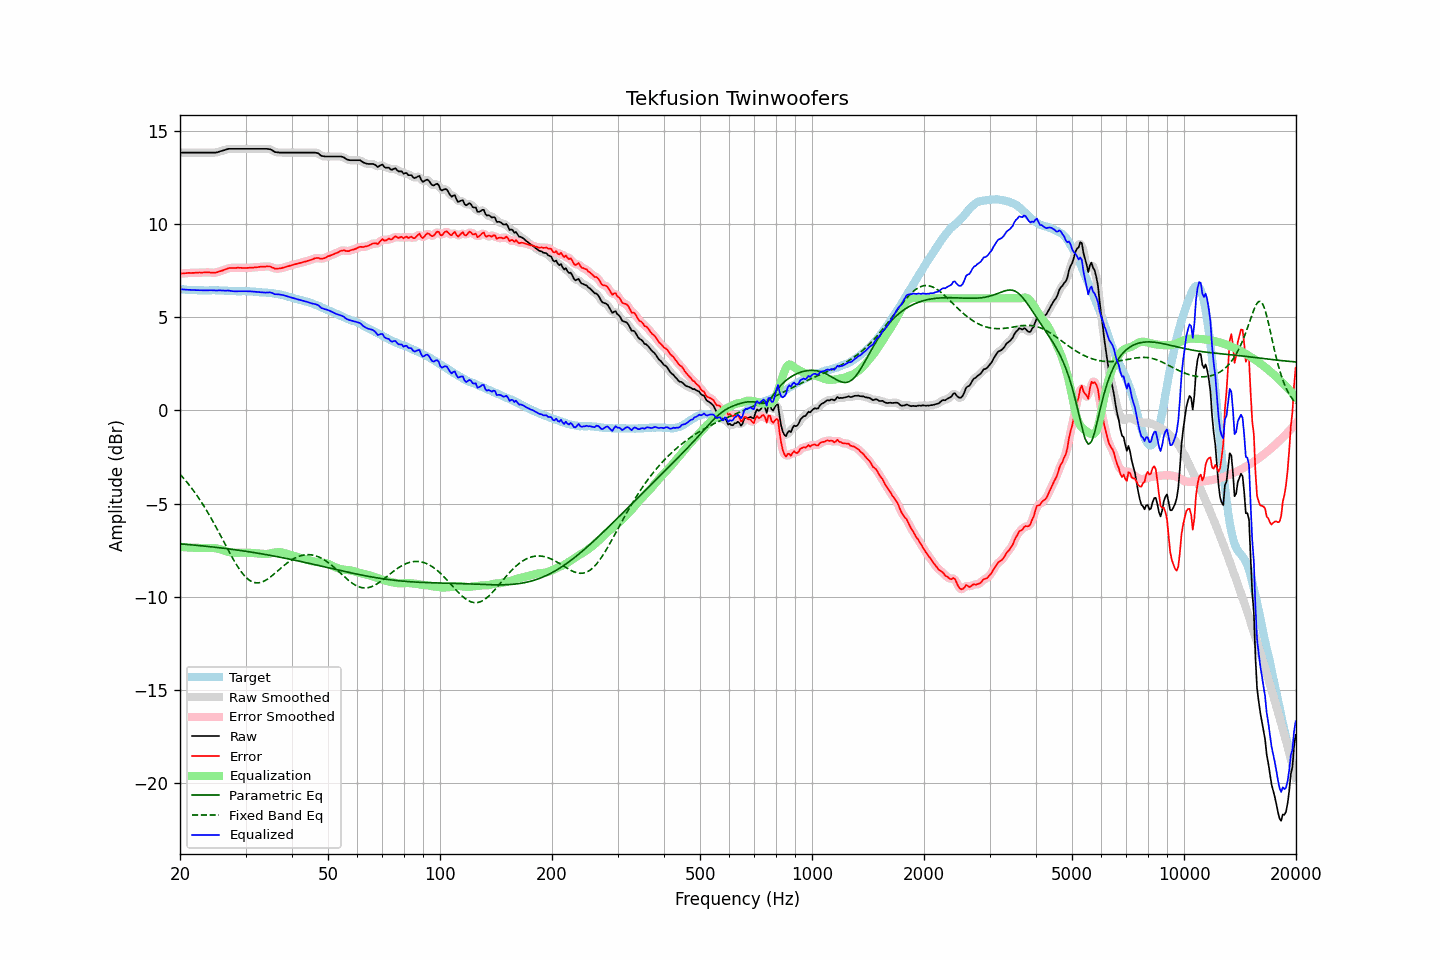 Tekfusion Twinwoofers
15
10
5
0
−5
−10
−15
−20
Amplitude (dBr)
Target
Raw Smoothed
Error Smoothed
Raw
Error
Equalization
Parametric Eq
Fixed Band Eq
Equalized
20 50 100 200 500 1000 2000 5000 10000 20000
Frequency (Hz)